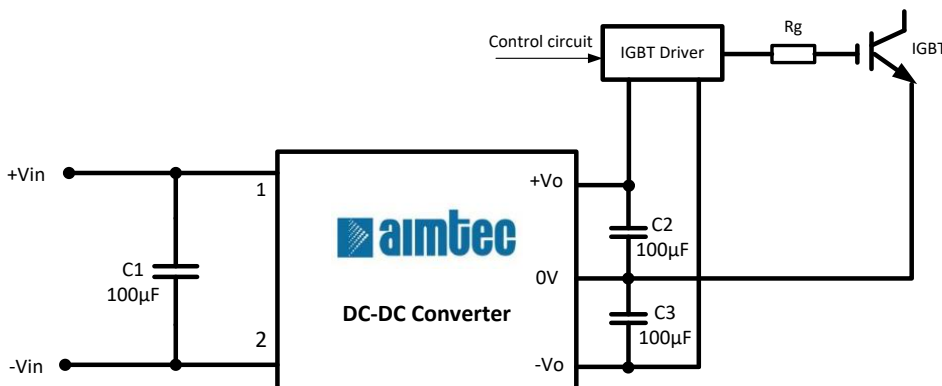 Rg
Control circuit
IGBT Driver
IGBT
+Vin
1
+Vo
C2
100µF
aimtec
C1
100µF
0V
DC-DC Converter
C3
100µF
2
-Vin
-Vo